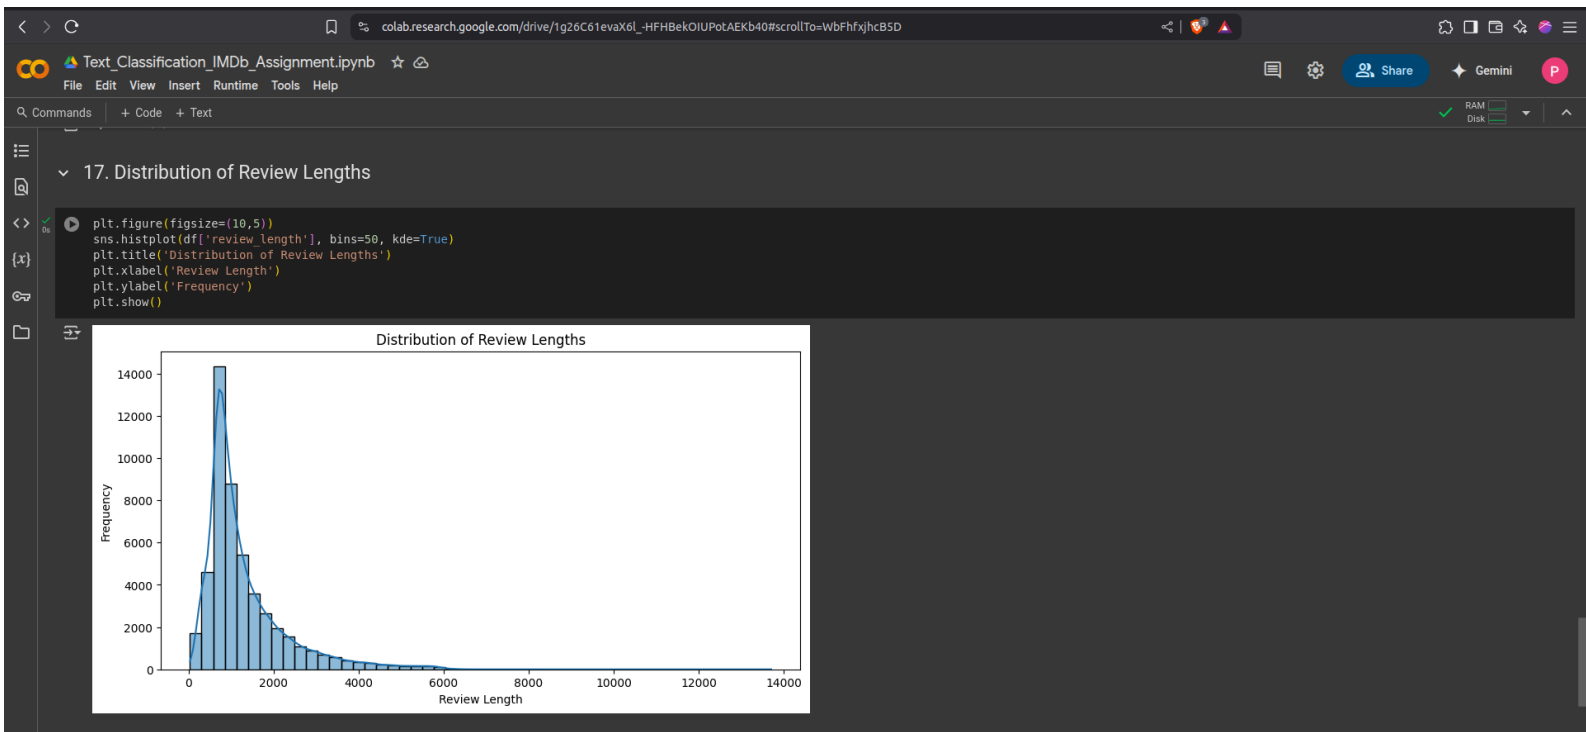 colab.research.google.com/drive/1g26C61evaX6l_-HFHBekOIUPotAEKb40#scrollTo=WbFhfxjhcB5D
Text_Classification_IMDb_Assignment.ipynb
File Edit View Insert Runtime Tools Help
Share
Gemini
P
Commands + Code + Text
RAM
Disk
17. Distribution of Review Lengths
0s
{x}
plt.figure(figsize=(10,5))
sns.histplot(df['review_length'], bins=50, kde=True)
plt.title('Distribution of Review Lengths')
plt.xlabel('Review Length')
plt.ylabel('Frequency')
plt.show()
Distribution of Review Lengths
14000
12000
10000
8000
6000
4000
2000
0
Frequency
0 2000 4000 6000 8000 10000 12000 14000
Review Length